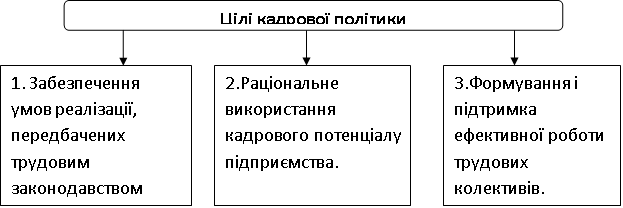 Цілі кадрової політики
1. Забезпечення
умов реалізації,
передбачених
трудовим
законодавством
2.Раціональне
використання
кадрового потенціалу
підприємства.
3.Формування і
підтримка
ефективної роботи
трудових
колективів.